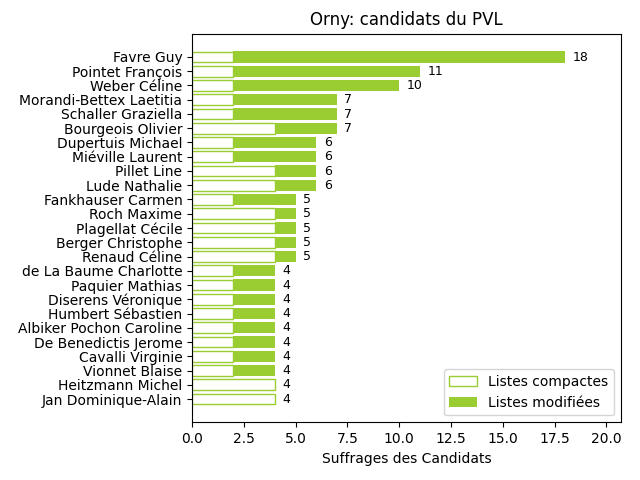 Orny: candidats du PVL
Favre Guy 18
Pointet François 11
Weber Céline 10
Morandi-Bettex Laetitia 7
Schaller Graziella 7
Bourgeois Olivier 7
Dupertuis Michael 6
Miéville Laurent 6
Pillet Line 6
Lude Nathalie 6
Fankhauser Carmen 5
Roch Maxime 5
Plagellat Cécile 5
Berger Christophe 5
Renaud Céline 5
de La Baume Charlotte 4
Paquier Mathias 4
Diserens Véronique 4
Humbert Sébastien 4
Albiker Pochon Caroline 4
De Benedictis Jerome 4
Cavalli Virginie 4
Vionnet Blaise 4
Heitzmann Michel 4
Jan Dominique-Alain 4
Listes compactes
Listes modifiées
0.0 2.5 5.0 7.5 10.0 12.5 15.0 17.5 20.0
Suffrages des Candidats